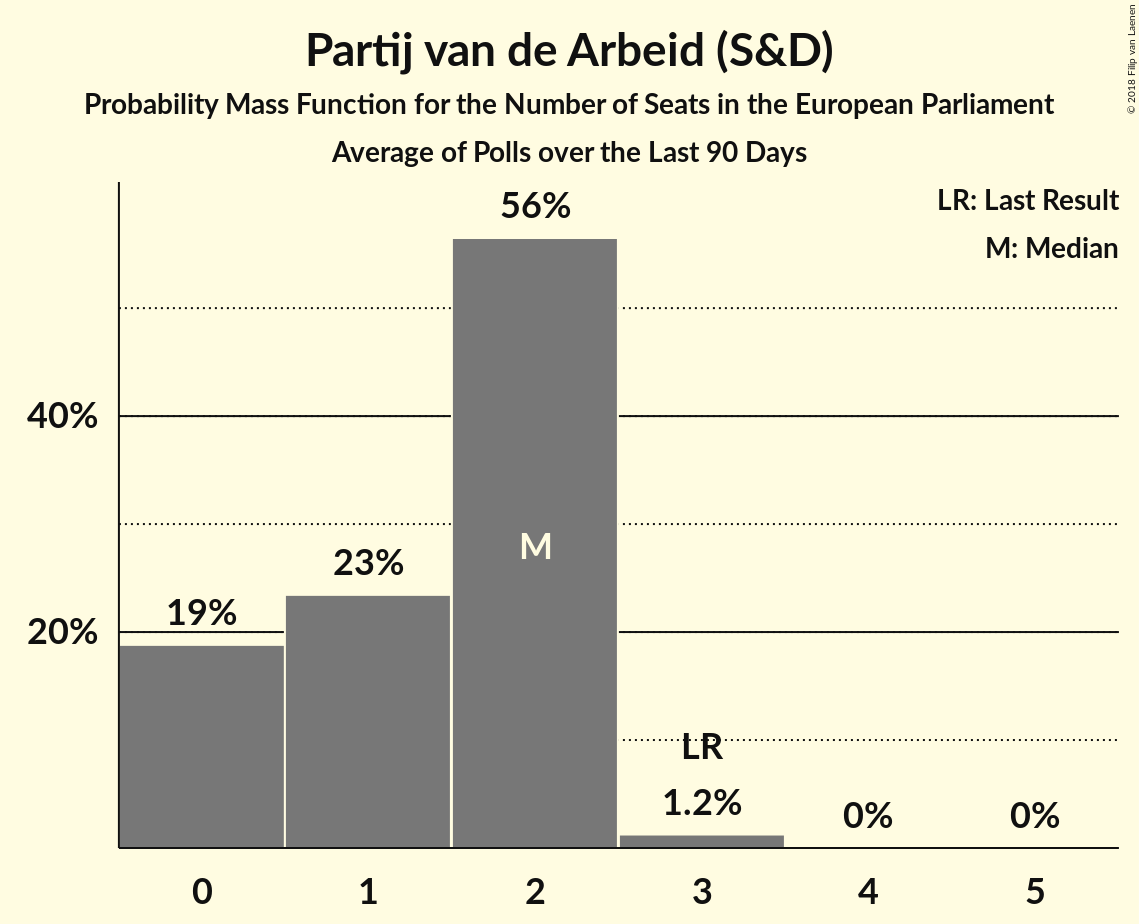 Partij van de Arbeid (S&D)
Probability Mass Function for the Number of Seats in the European Parliament
Average of Polls over the Last 90 Days
© 2018 Filip van Laenen
LR: Last Result
M: Median
56%
40%
M
23%
19%
20%
LR
1.2%
0%
0%
0 1 2 3 4 5